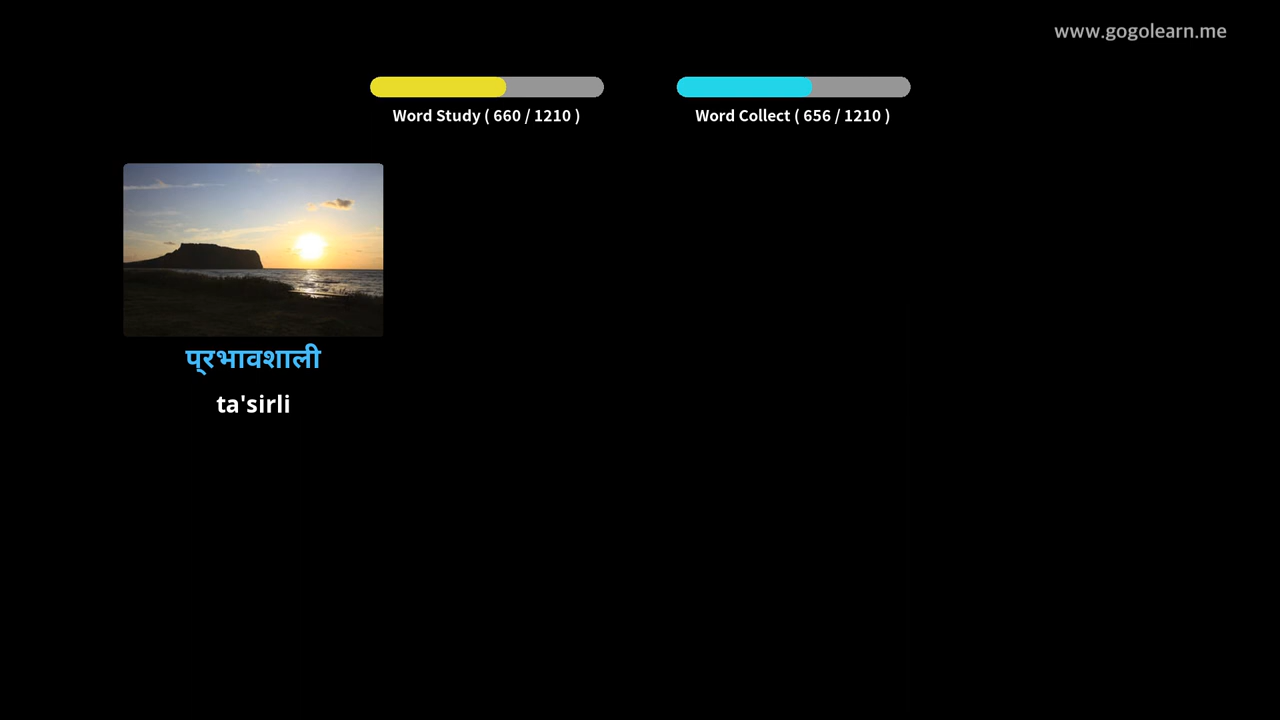 www.gogolearn.me
Word Study ( 660 / 1210 )
Word Collect ( 656 / 1210 )
प्रभावशाली
ta'sirli